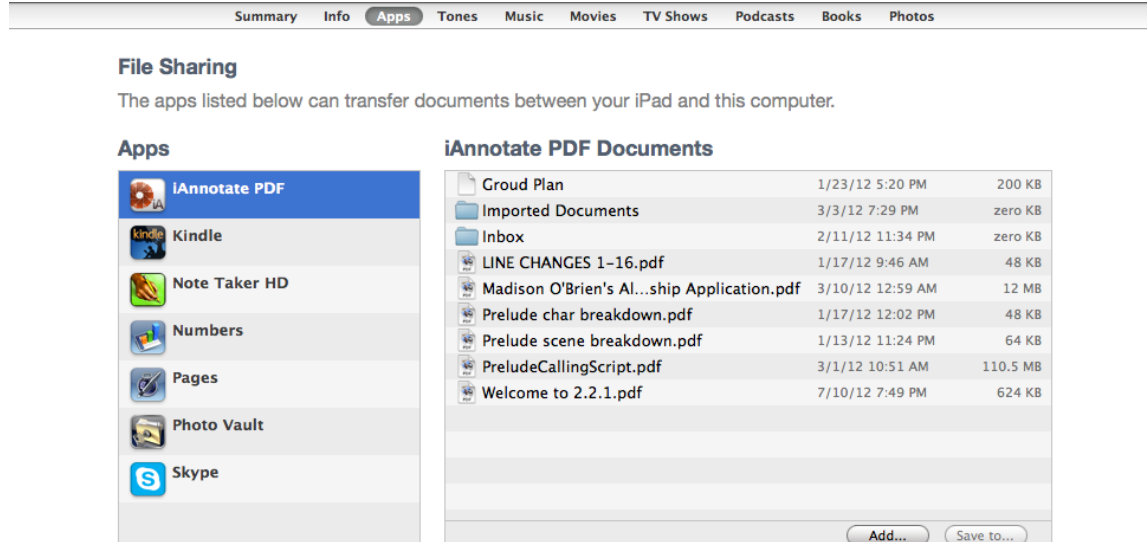 Summary Info Apps Tones Music Movies TV Shows Podcasts Books Photos
File Sharing
The apps listed below can transfer documents between your iPad and this computer.
Apps
iAnnotate PDF
Kindle
Note Taker HD
Numbers
Pages
Photo Vault
Skype
iAnnotate PDF Documents
Groud Plan 1/23/12 5:20 PM 200 KB
Imported Documents 3/3/12 7:29 PM zero KB
Inbox 2/11/12 11:34 PM zero KB
LINE CHANGES 1-16.pdf 1/17/12 9:46 AM 48 KB
Madison O'Brien's Al...ship Application.pdf 3/10/12 12:59 AM 12 MB
Prelude char breakdown.pdf 1/17/12 12:02 PM 48 KB
Prelude scene breakdown.pdf 1/13/12 11:24 PM 64 KB
PreludeCallingScript.pdf 3/1/12 10:51 AM 110.5 MB
Welcome to 2.2.1.pdf 7/10/12 7:49 PM 624 KB
Add... Save to...